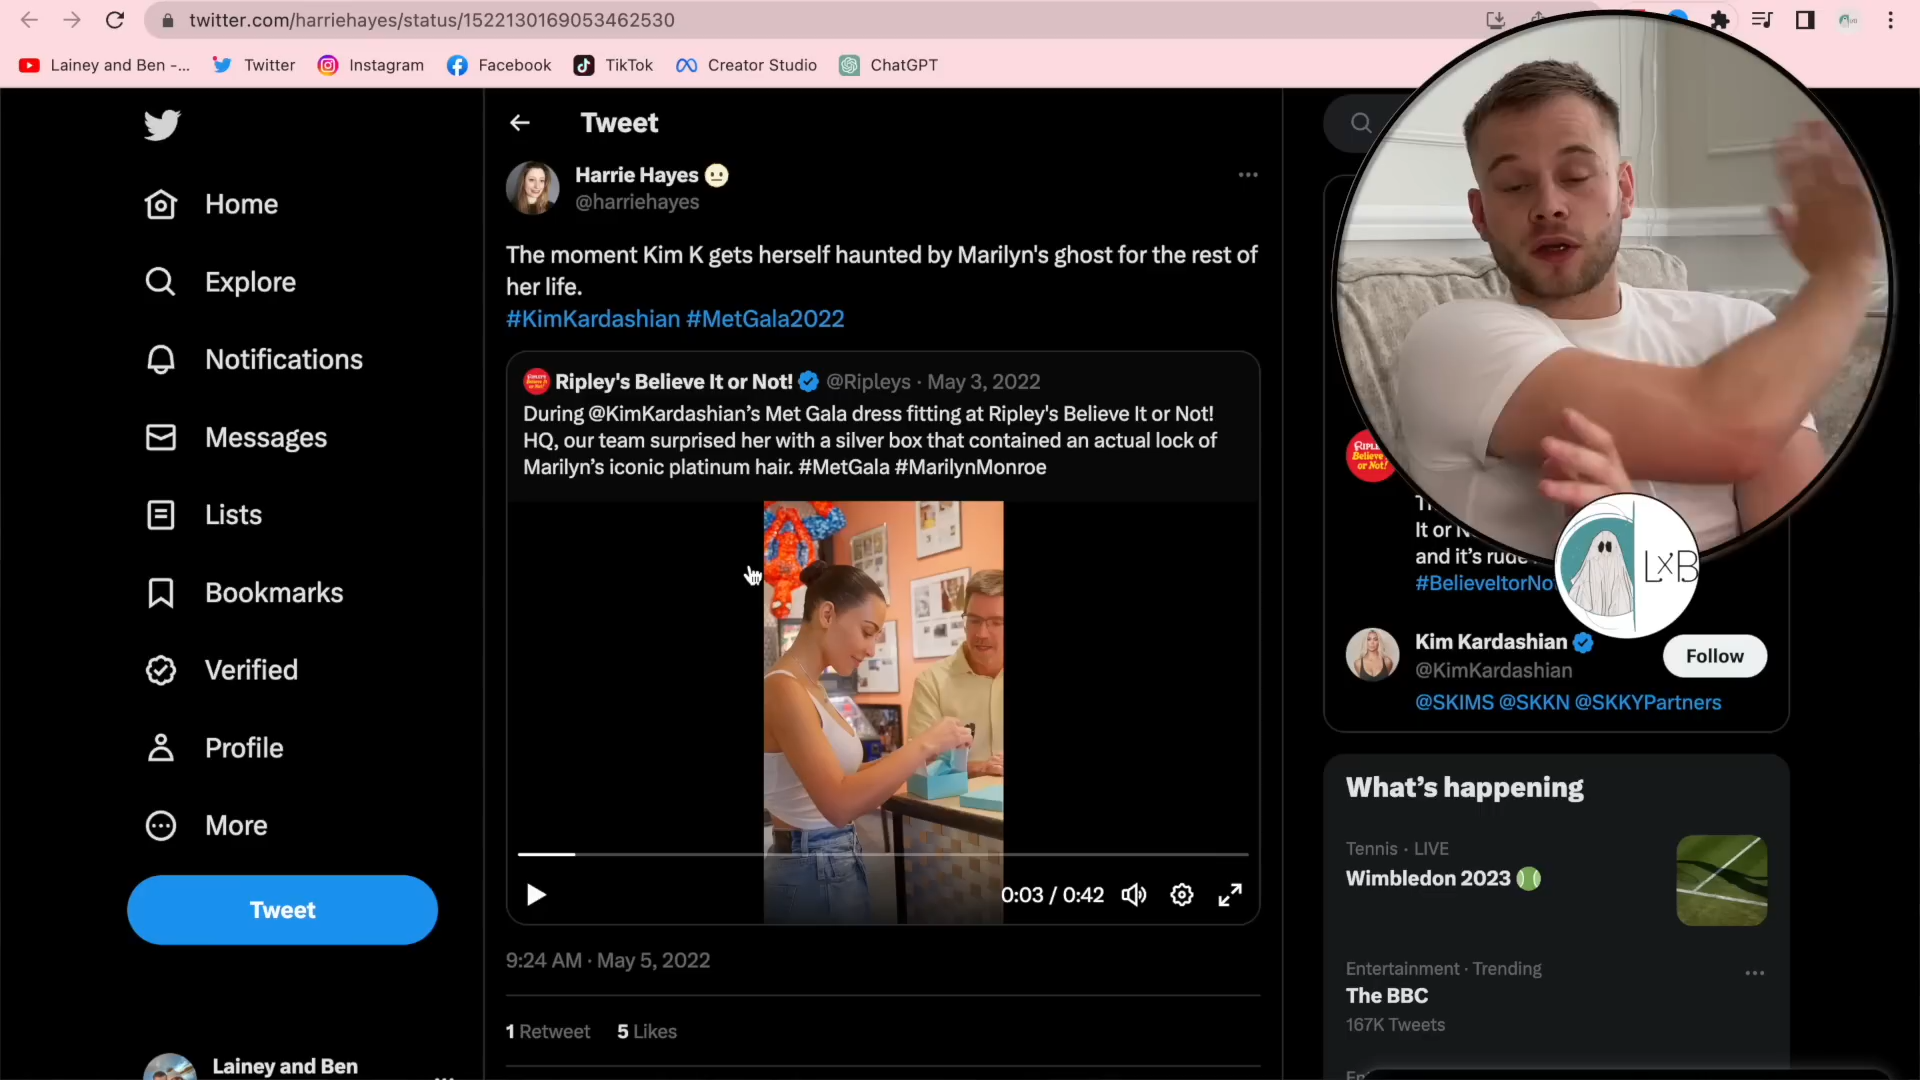 twitter.com/harriehayes/status/1522130169053462530
Lainey and Ben -...
Twitter
Instagram
Facebook
TikTok
Creator Studio
ChatGPT
Home
Explore
Notifications
Messages
Lists
Bookmarks
Verified
Profile
More
Tweet
Lainey and Ben
Tweet
Harrie Hayes
@harriehayes
The moment Kim K gets herself haunted by Marilyn's ghost for the rest of
her life.
#KimKardashian #MetGala2022
Ripley's Believe It or Not! @Ripleys · May 3, 2022
During @KimKardashian’s Met Gala dress fitting at Ripley's Believe It or Not!
HQ, our team surprised her with a silver box that contained an actual lock of
Marilyn’s iconic platinum hair. #MetGala #MarilynMonroe
0:03 / 0:42
9:24 AM · May 5, 2022
1 Retweet 5 Likes
It or N
and it’s rude
#BelieveItorNo
LxB
Kim Kardashian
@KimKardashian
Follow
@SKIMS @SKKN @SKKYPartners
What’s happening
Tennis · LIVE
Wimbledon 2023
Entertainment · Trending
The BBC
167K Tweets